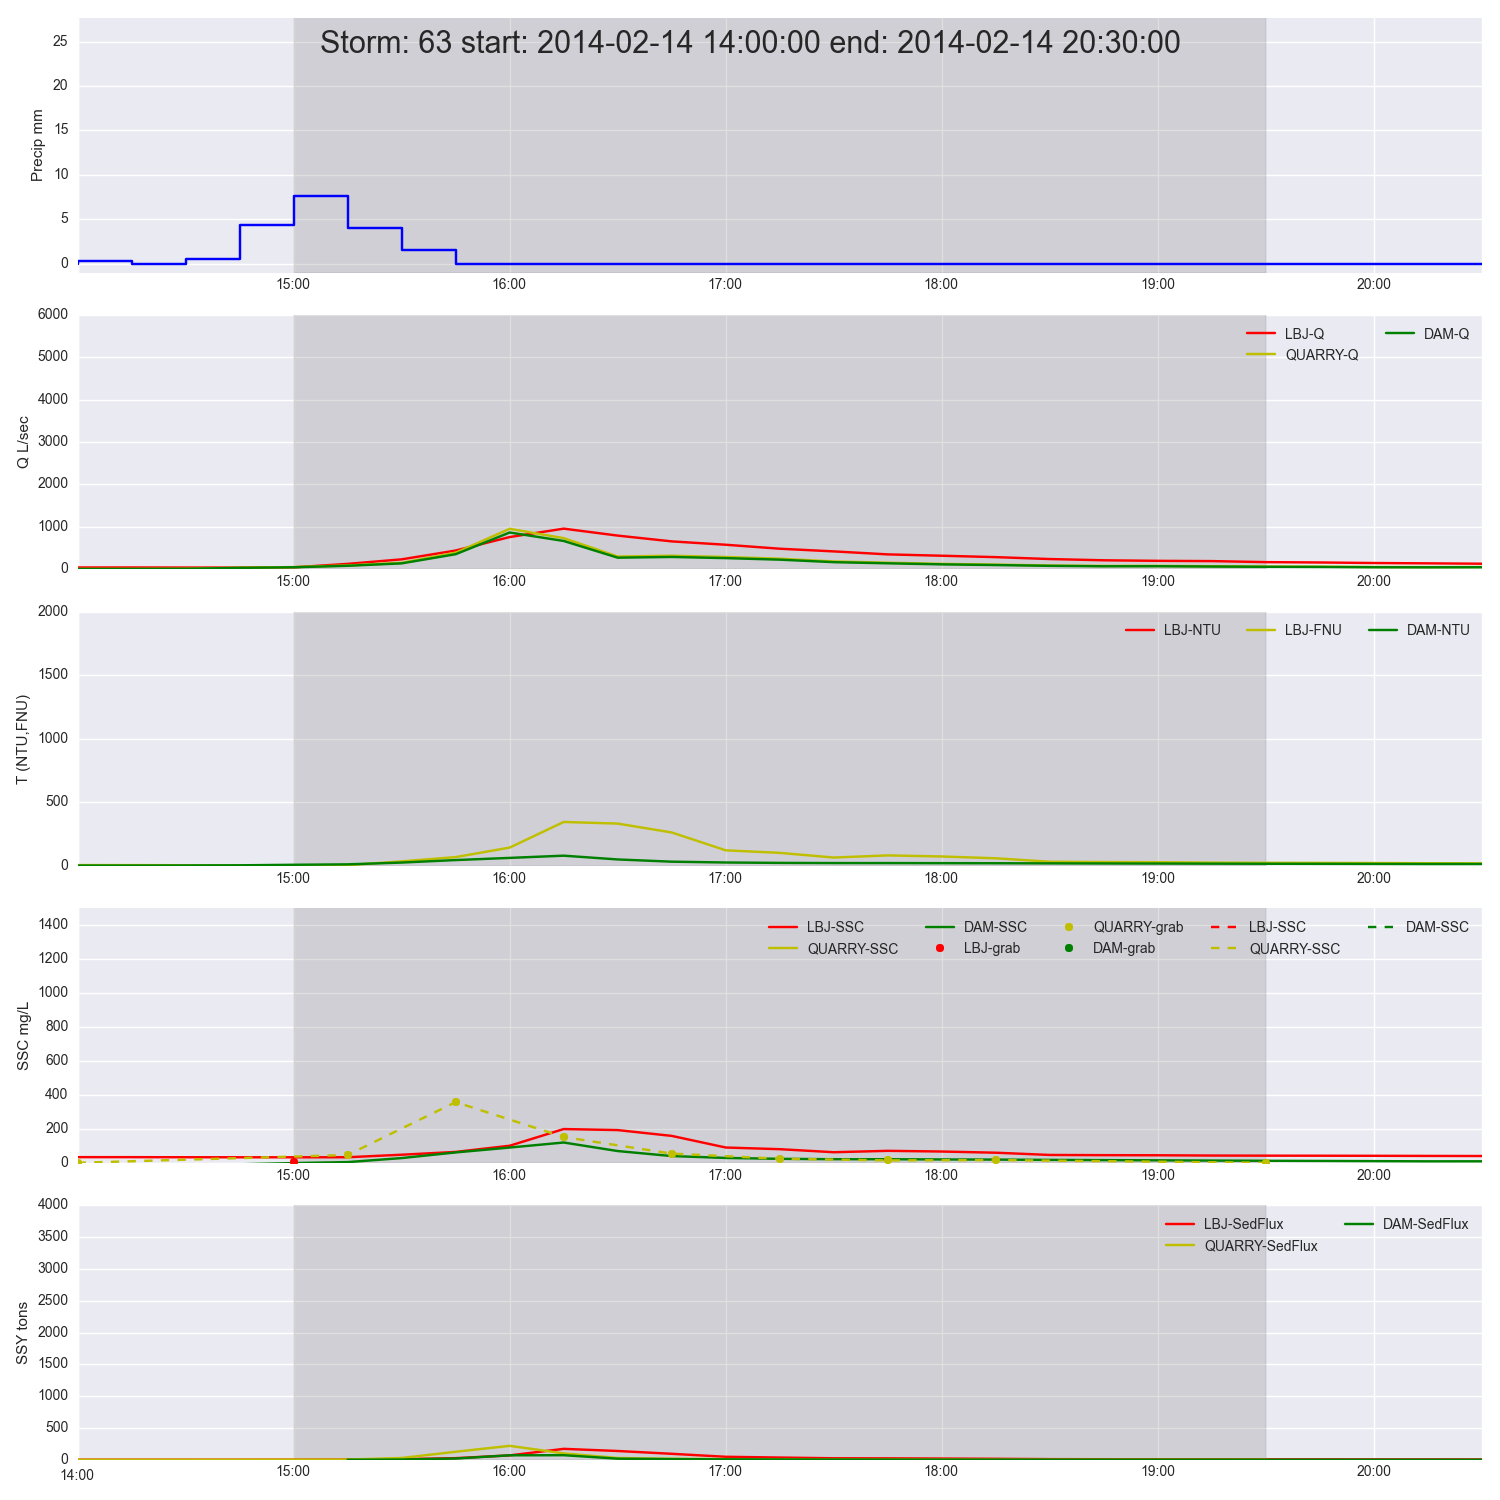 Storm: 63 start: 2014-02-14 14:00:00 end: 2014-02-14 20:30:00
Precip mm
25
20
15
10
5
0
15:00 16:00 17:00 18:00 19:00 20:00
Q L/sec
6000
5000
4000
3000
2000
1000
0
LBJ-Q DAM-Q
QUARRY-Q
15:00 16:00 17:00 18:00 19:00 20:00
T (NTU,FNU)
2000
1500
1000
500
0
LBJ-NTU LBJ-FNU DAM-NTU
15:00 16:00 17:00 18:00 19:00 20:00
SSC mg/L
1400
1200
1000
800
600
400
200
0
LBJ-SSC DAM-SSC QUARRY-grab LBJ-SSC DAM-SSC
QUARRY-SSC LBJ-grab DAM-grab QUARRY-SSC
15:00 16:00 17:00 18:00 19:00 20:00
SSY tons
4000
3500
3000
2500
2000
1500
1000
500
0
LBJ-SedFlux DAM-SedFlux
QUARRY-SedFlux
14:00 15:00 16:00 17:00 18:00 19:00 20:00